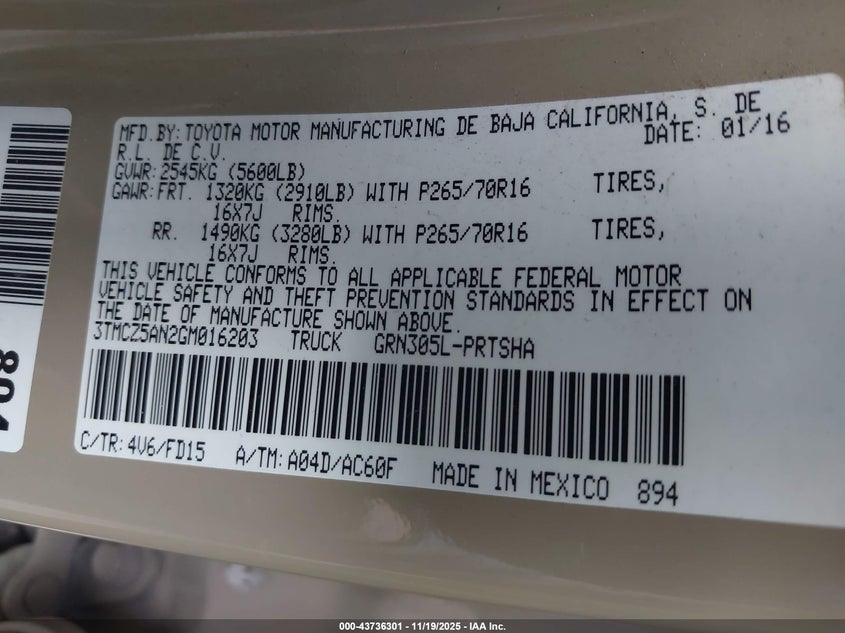 MFD.BY:TOYOTA MOTOR MANUFACTURING DE BAJA CALIFORNIA, S. DE
R.L. DE C.V. DATE: 01/16
GVWR:2545KG (5600LB)
GAWR:FRT. 1320KG (2910LB) WITH P265/70R16 TIRES,
16X7J RIMS.
RR. 1490KG (3280LB) WITH P265/70R16 TIRES,
16X7J RIMS.
THIS VEHICLE CONFORMS TO ALL APPLICABLE FEDERAL MOTOR
VEHICLE SAFETY AND THEFT PREVENTION STANDARDS IN EFFECT ON
THE DATE OF MANUFACTURE SHOWN ABOVE.
3TMCZ5AN2GM016203 TRUCK GRN305L-PRTSHA
C/TR:4V6/FD15 A/TM:A04D/AC60F MADE IN MEXICO 894
000-43736301 - 11/19/2025 - IAA Inc.